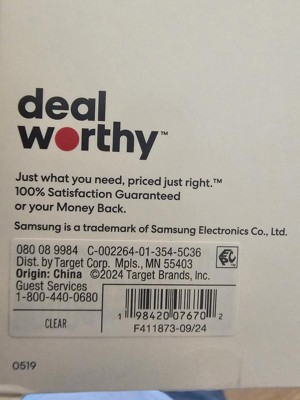 deal
worthy™
Just what you need, priced just right.™
100% Satisfaction Guaranteed
or your Money Back.
Samsung is a trademark of Samsung Electronics Co., Ltd.
080 08 9984 C-002264-01-354-5C36
Dist. by Target Corp. Mpls., MN 55403
Origin: China ©2024 Target Brands, Inc.
Guest Services
1-800-440-0680
CLEAR
1 98420 07670 2
F411873-09/24
0519